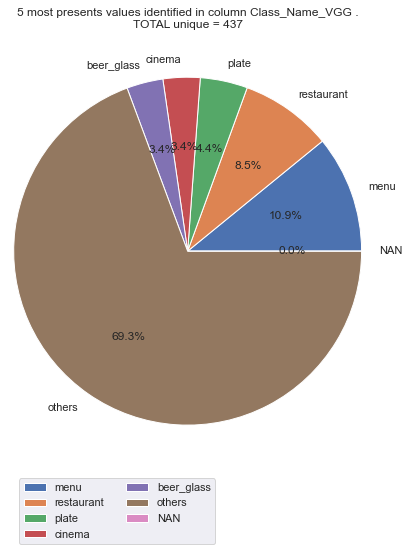 5 most presents values identified in column Class_Name_VGG .
TOTAL unique = 437
cinema
beer_glass
plate
restaurant
3.4%
3.4%
4.4%
8.5%
menu
10.9%
0.0%
NAN
69.3%
others
menu
restaurant
plate
cinema
beer_glass
others
NAN